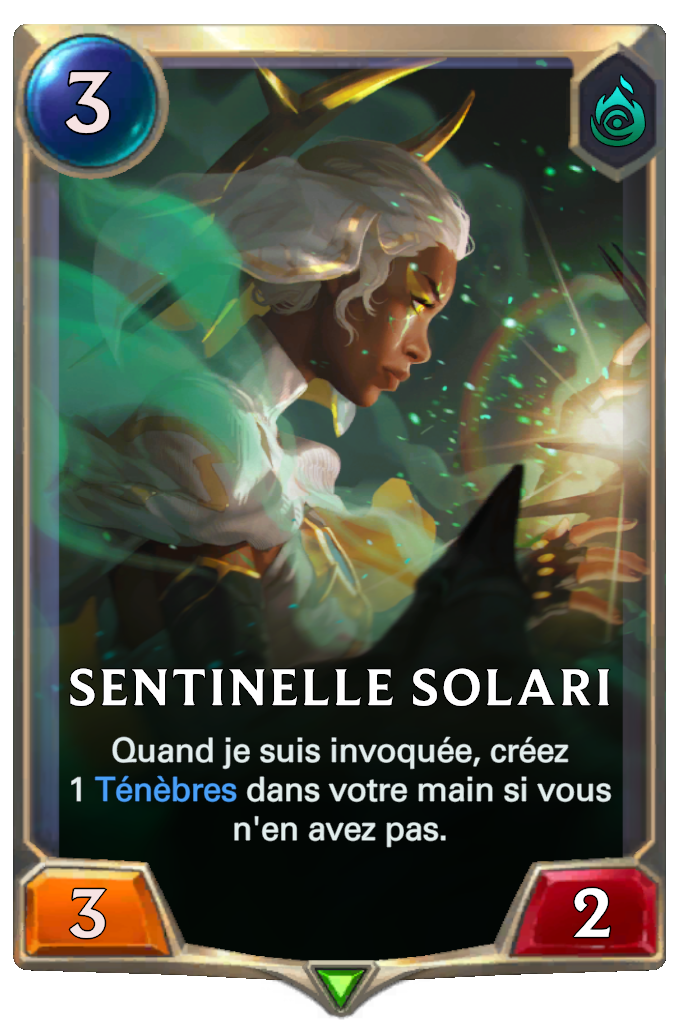 3
SENTINELLE SOLARI
Quand je suis invoquée, créez
1 Ténèbres dans votre main si vous
n'en avez pas.
3
2